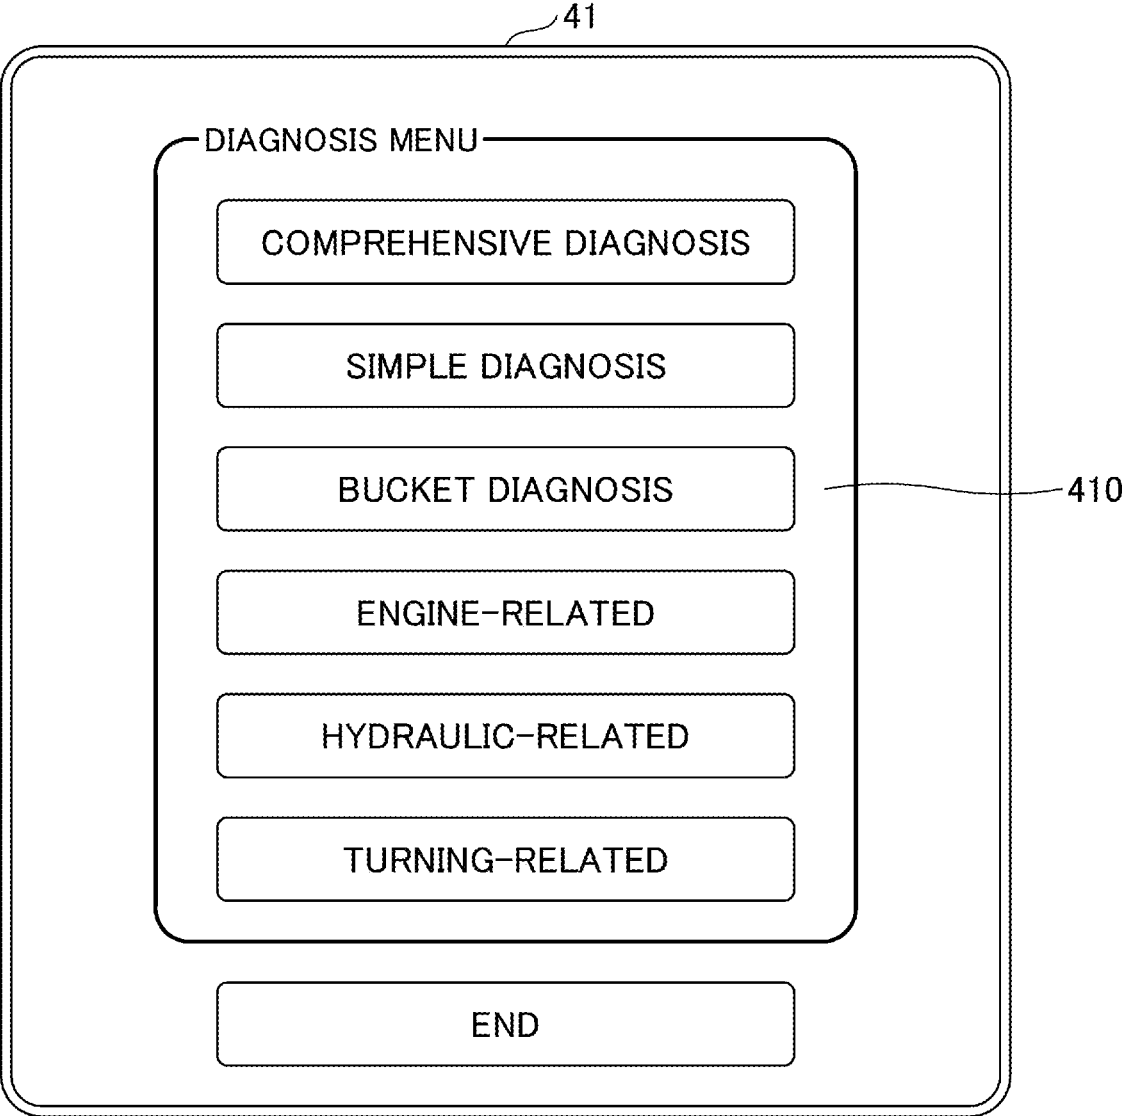 41
DIAGNOSIS MENU
COMPREHENSIVE DIAGNOSIS
SIMPLE DIAGNOSIS
BUCKET DIAGNOSIS
410
ENGINE-RELATED
HYDRAULIC-RELATED
TURNING-RELATED
END